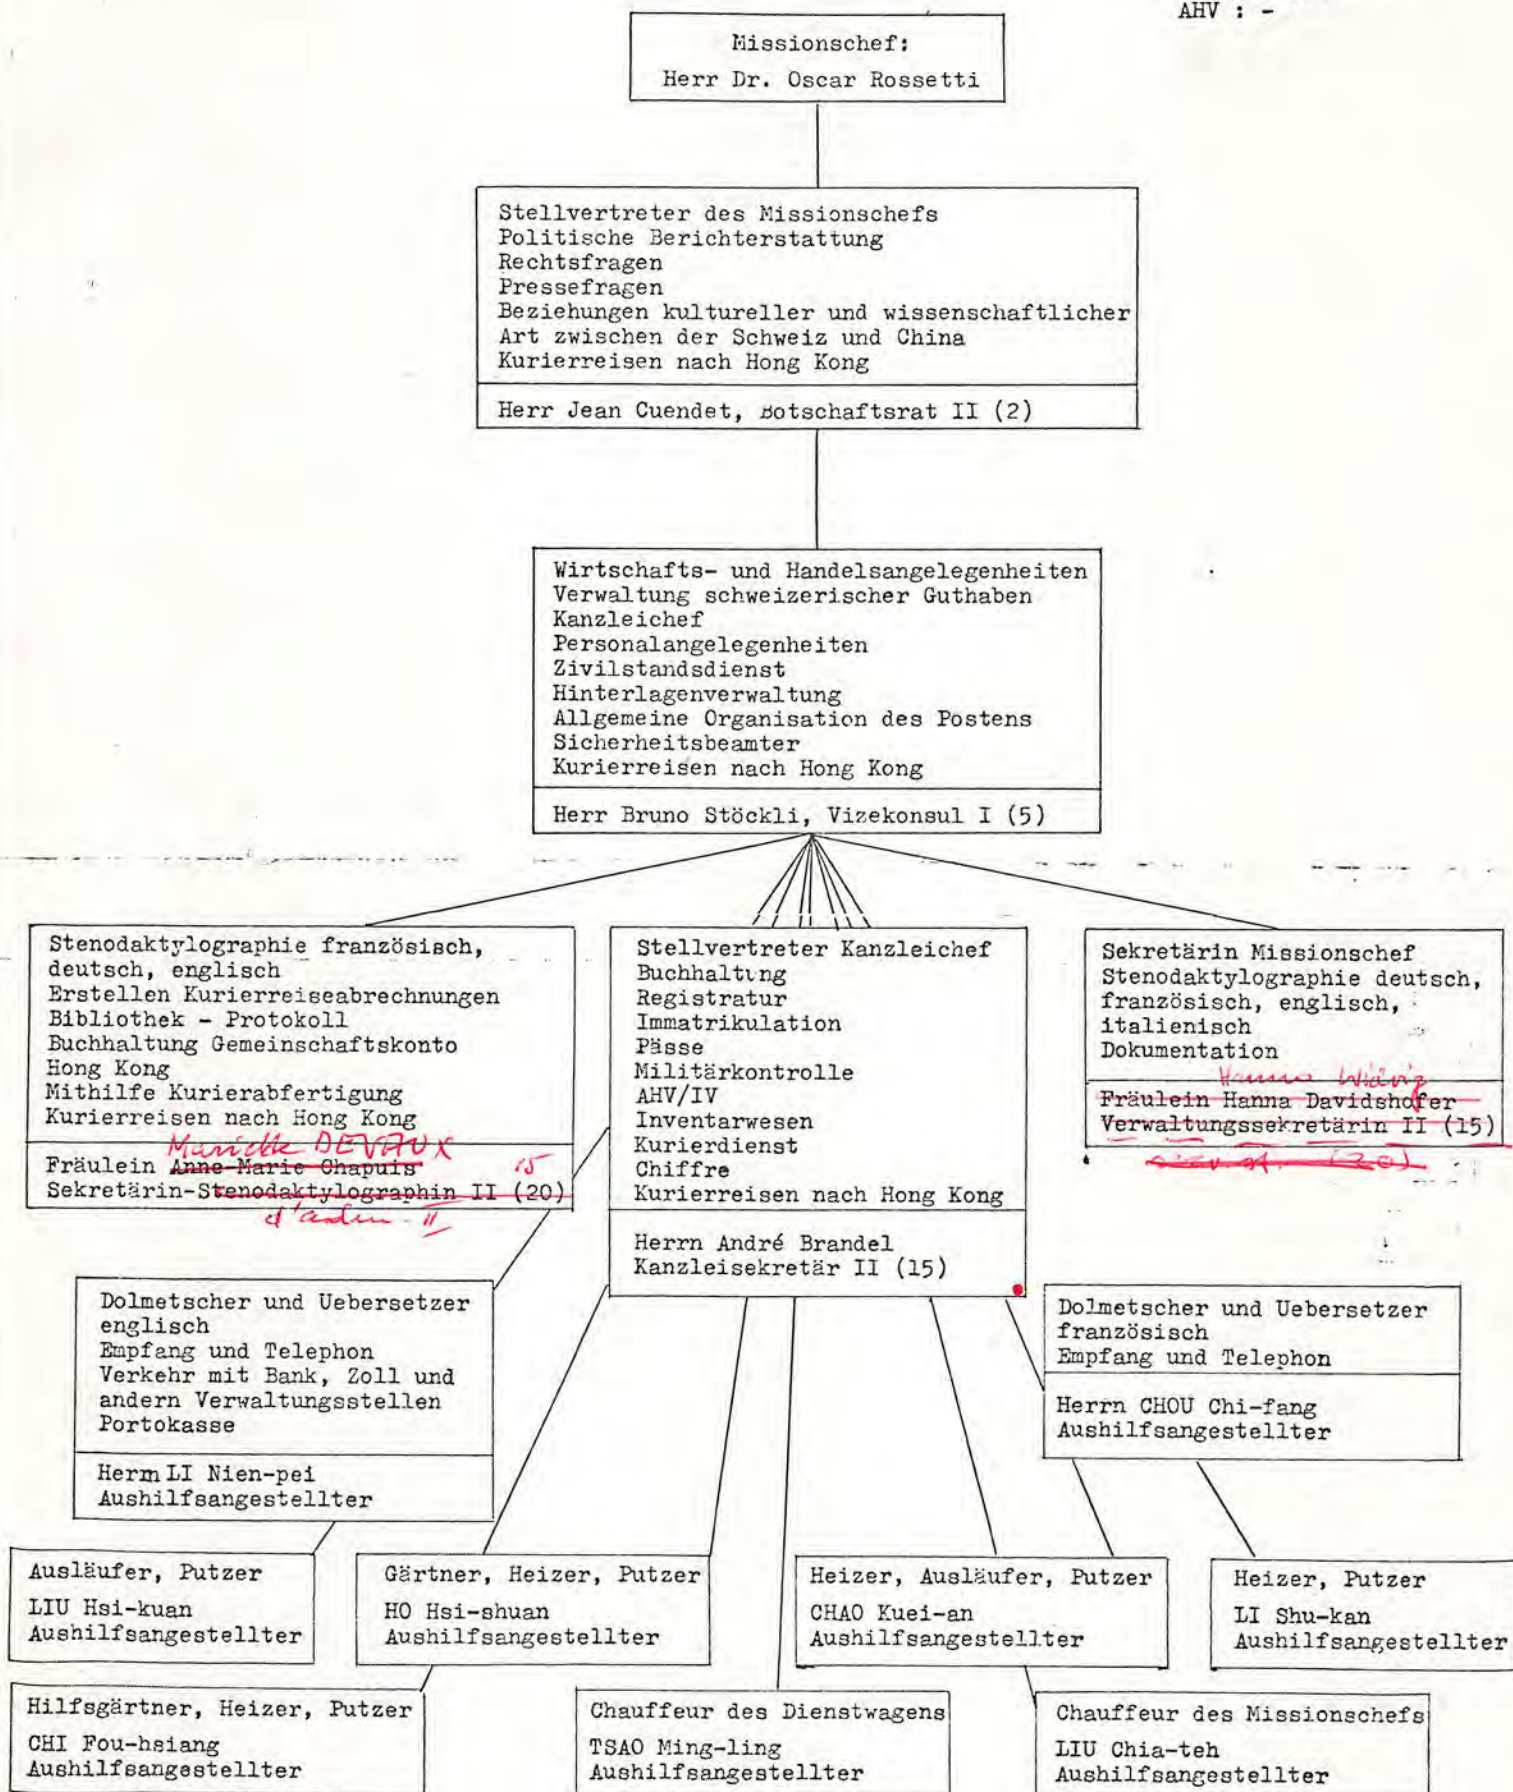 AHV : -
Missionschef:
Herr Dr. Oscar Rossetti
Stellvertreter des Missionschefs
Politische Berichterstattung
Rechtsfragen
Pressefragen
Beziehungen kultureller und wissenschaftlicher
Art zwischen der Schweiz und China
Kurierreisen nach Hong Kong
Herr Jean Cuendet, Botschaftsrat II (2)
Wirtschafts- und Handelsangelegenheiten
Verwaltung schweizerischer Guthaben
Kanzleichef
Personalangelegenheiten
Zivilstandsdienst
Hinterlagenverwaltung
Allgemeine Organisation des Postens
Sicherheitsbeamter
Kurierreisen nach Hong Kong
Herr Bruno Stöckli, Vizekonsul I (5)
Stenodaktylographie französisch,
deutsch, englisch
Erstellen Kurierreiseabrechnungen
Bibliothek - Protokoll
Buchhaltung Gemeinschaftskonto
Hong Kong
Mithilfe Kurierabfertigung
Kurierreisen nach Hong Kong
DEVAUX
Fräulein Anne-Marie Chapuis 15
Sekretärin-Stenodaktylographin II (20)
II
Stellvertreter Kanzleichef
Buchhaltung
Registratur
Immatrikulation
Pässe
Militärkontrolle
AHV/IV
Inventarwesen
Kurierdienst
Chiffre
Kurierreisen nach Hong Kong
Herrn André Brandel
Kanzleisekretär II (15)
Sekretärin Missionschef
Stenodaktylographie deutsch,
französisch, englisch,
italienisch
Dokumentation
Hanna
Fräulein Hanna Davidshofer
Verwaltungssekretärin II (15)
(20)
Dolmetscher und Uebersetzer
englisch
Empfang und Telephon
Verkehr mit Bank, Zoll und
andern Verwaltungsstellen
Portokasse
Herrn LI Nien-pei
Aushilfsangestellter
Dolmetscher und Uebersetzer
französisch
Empfang und Telephon
Herrn CHOU Chi-fang
Aushilfsangestellter
Ausläufer, Putzer
LIU Hsi-kuan
Aushilfsangestellter
Gärtner, Heizer, Putzer
HO Hsi-shuan
Aushilfsangestellter
Heizer, Ausläufer, Putzer
CHAO Kuei-an
Aushilfsangestellter
Heizer, Putzer
LI Shu-kan
Aushilfsangestellter
Hilfsgärtner, Heizer, Putzer
CHI Fou-hsiang
Aushilfsangestellter
Chauffeur des Dienstwagens
TSAO Ming-ling
Aushilfsangestellter
Chauffeur des Missionschefs
LIU Chia-teh
Aushilfsangestellter